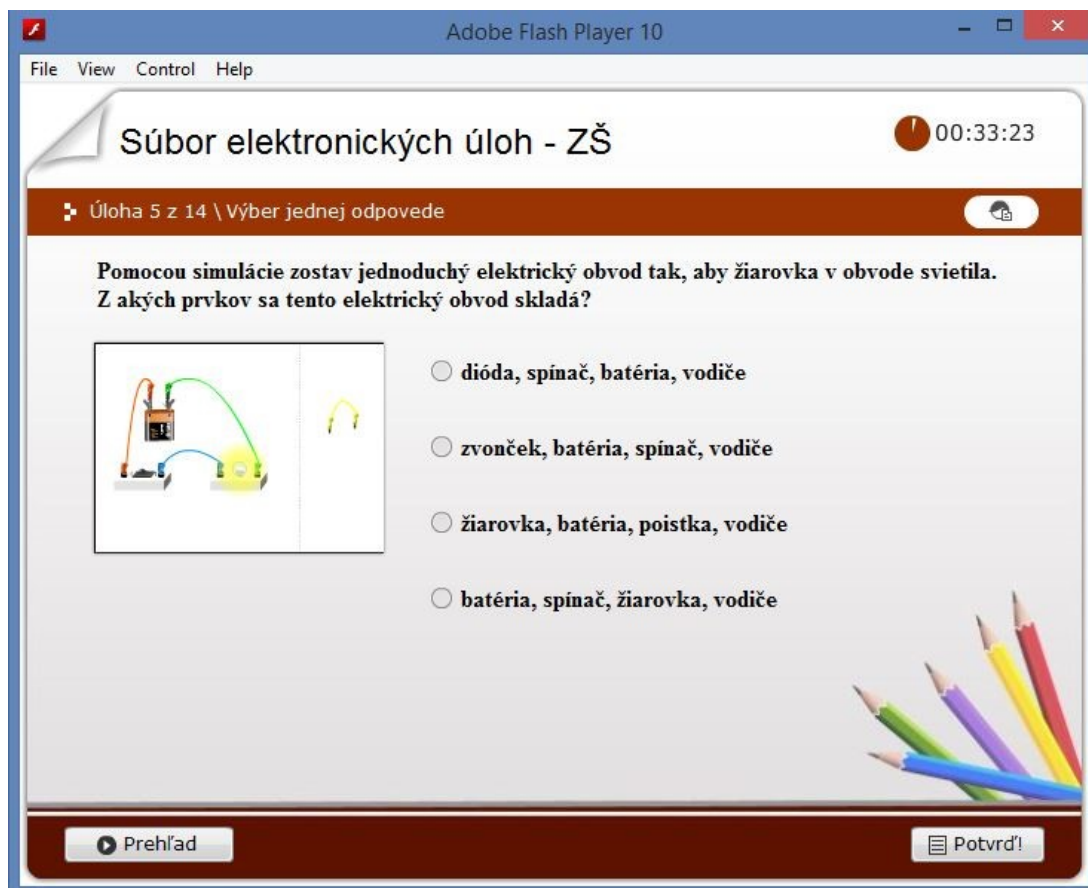 Adobe Flash Player 10
File View Control Help
Súbor elektronických úloh - ZŠ
00:33:23
Úloha 5 z 14 \ Výber jednej odpovede
Pomocou simulácie zostav jednoduchý elektrický obvod tak, aby žiarovka v obvode svietila.
Z akých prvkov sa tento elektrický obvod skladá?
dióda, spínač, batéria, vodiče
zvonček, batéria, spínač, vodiče
žiarovka, batéria, poistka, vodiče
batéria, spínač, žiarovka, vodiče
Prehľad
Potvrď!